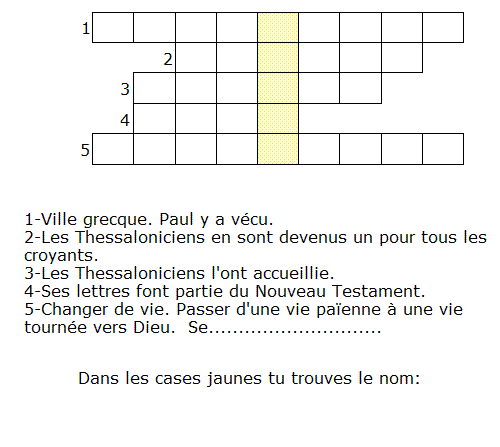 1
2
3
4
5
1-Ville grecque. Paul y a vécu.
2-Les Thessaloniciens en sont devenus un pour tous les
croyants.
3-Les Thessaloniciens l'ont accueillie.
4-Ses lettres font partie du Nouveau Testament.
5-Changer de vie. Passer d'une vie païenne à une vie
tournée vers Dieu.  Se.............................
Dans les cases jaunes tu trouves le nom: